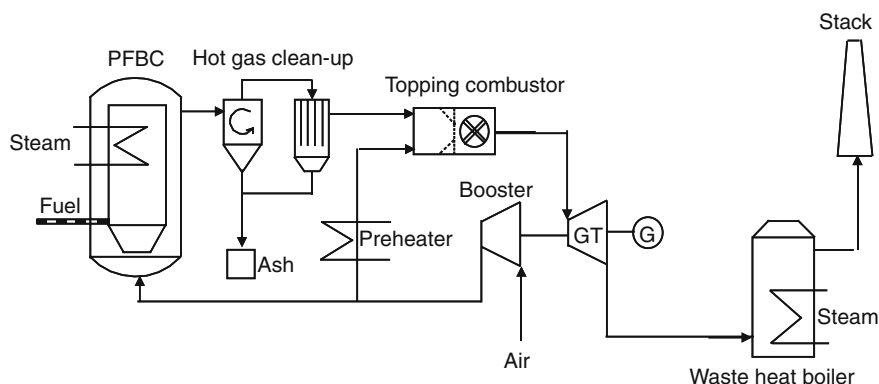 Stack
PFBC
Hot gas clean-up
Topping combustor
Steam
Fuel
Booster
Preheater
GT
G
Ash
Steam
Air
Waste heat boiler